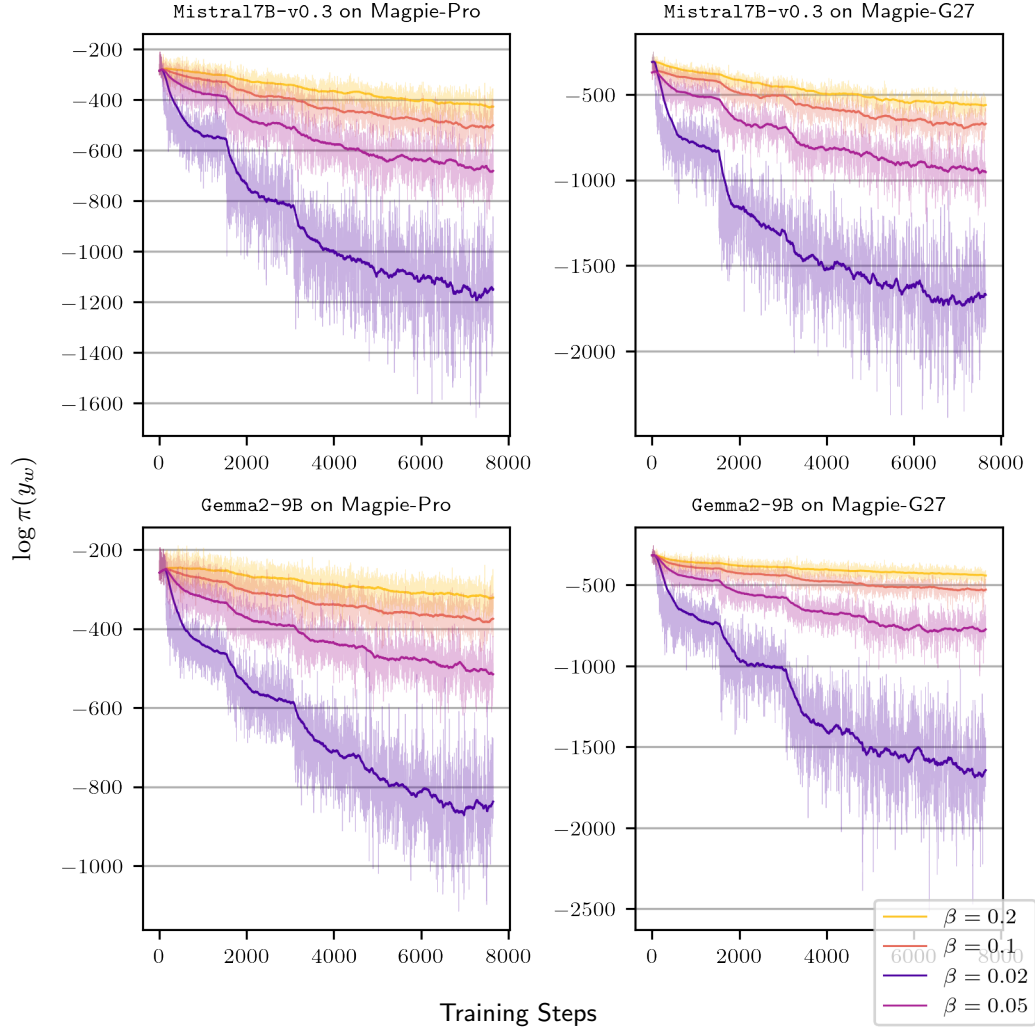 Mistral7B-v0.3 on Magpie-Pro
Mistral7B-v0.3 on Magpie-G27
−200
−400
−600
−800
−1000
−1200
−1400
−1600
0 2000 4000 6000 8000
−500
−1000
−1500
−2000
0 2000 4000 6000 8000
log π(y_w)
Gemma2-9B on Magpie-Pro
Gemma2-9B on Magpie-G27
−200
−400
−600
−800
−1000
0 2000 4000 6000 8000
−500
−1000
−1500
−2000
−2500
0 2000 4000 6000 8000
β = 0.2
β = 0.1
β = 0.02
β = 0.05
Training Steps